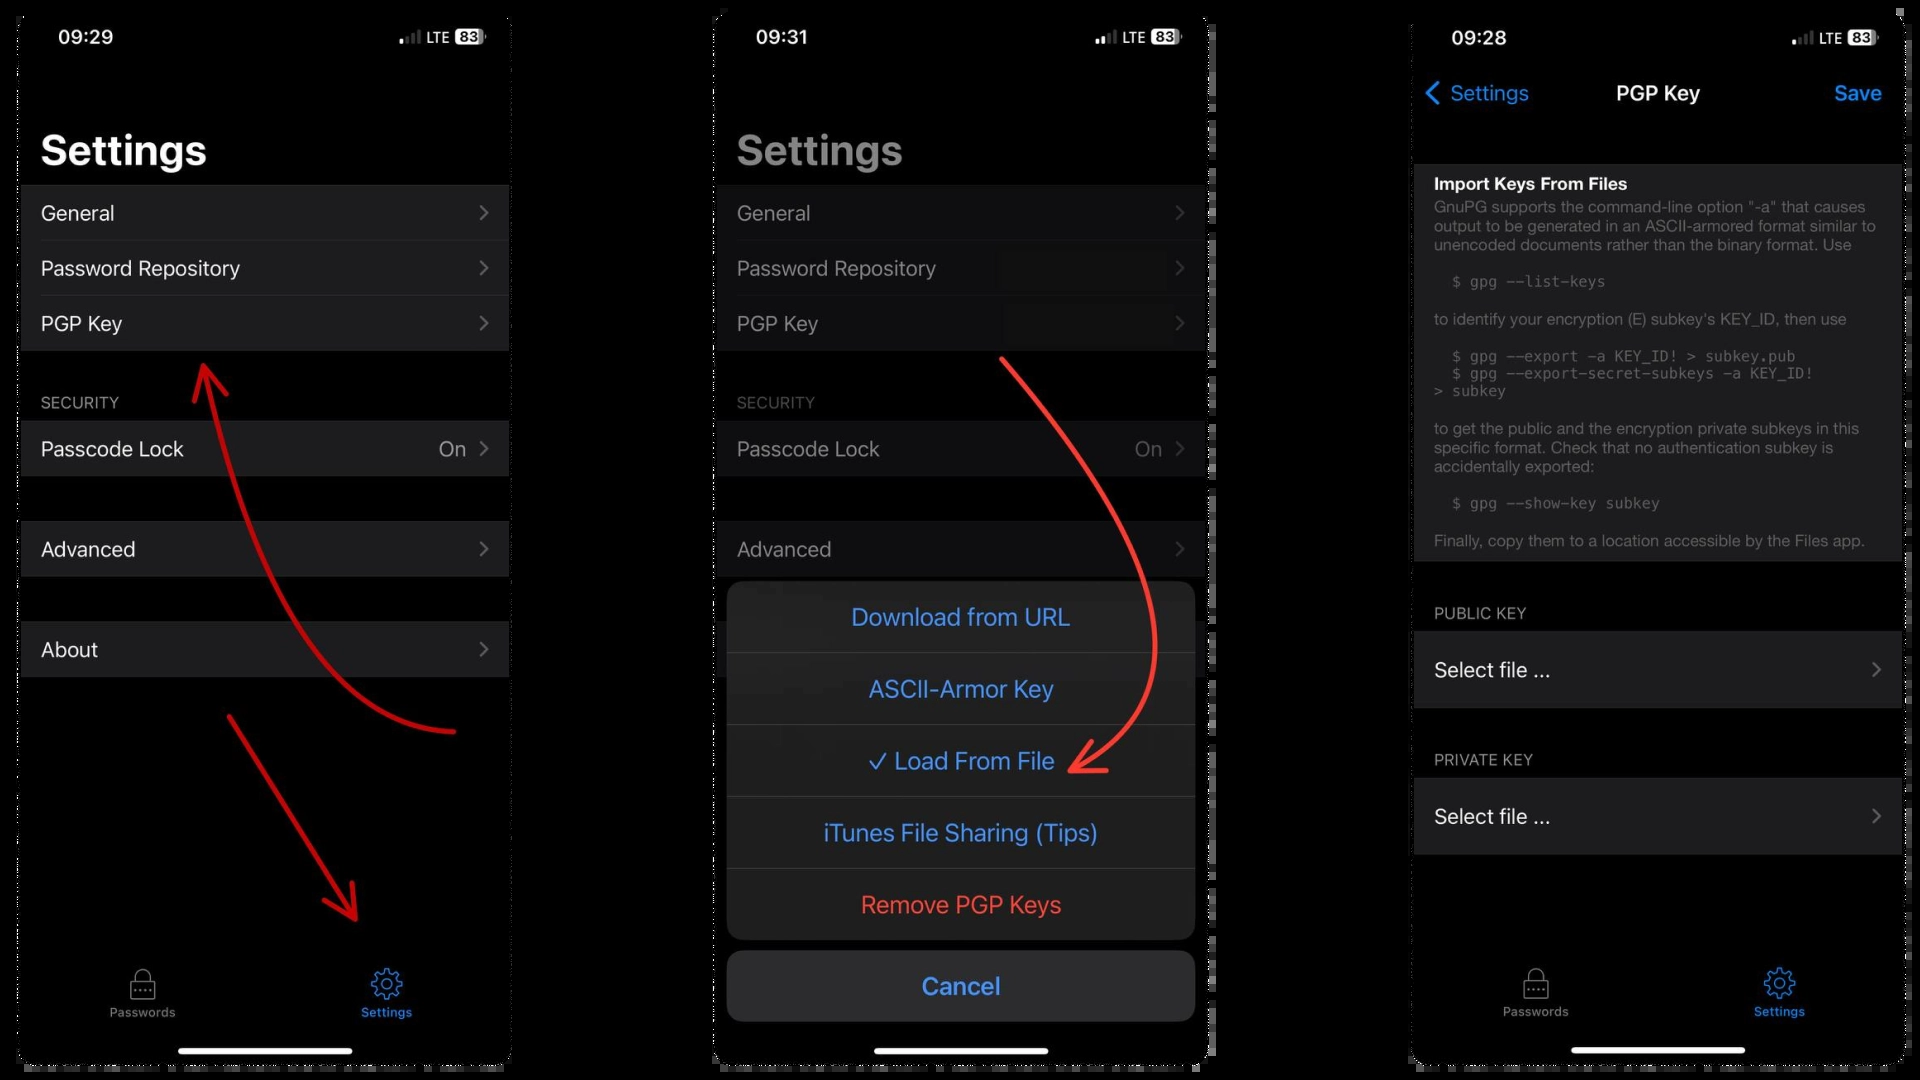 09:29
LTE 83
Settings
General
Password Repository
PGP Key
SECURITY
Passcode Lock On
Advanced
About
Passwords
Settings
09:31
LTE 83
Settings
General
Password Repository
PGP Key
SECURITY
Passcode Lock On
Advanced
Download from URL
ASCII-Armor Key
✓ Load From File
iTunes File Sharing (Tips)
Remove PGP Keys
Cancel
09:28
LTE 83
Settings PGP Key Save
Import Keys From Files
GnuPG supports the command-line option "-a" that causes
output to be generated in an ASCII-armored format similar to
unencoded documents rather than the binary format. Use
$ gpg --list-keys
to identify your encryption (E) subkey's KEY_ID, then use
$ gpg --export -a KEY_ID! > subkey.pub
$ gpg --export-secret-subkeys -a KEY_ID!
> subkey
to get the public and the encryption private subkeys in this
specific format. Check that no authentication subkey is
accidentally exported:
$ gpg --show-key subkey
Finally, copy them to a location accessible by the Files app.
PUBLIC KEY
Select file ...
PRIVATE KEY
Select file ...
Passwords
Settings